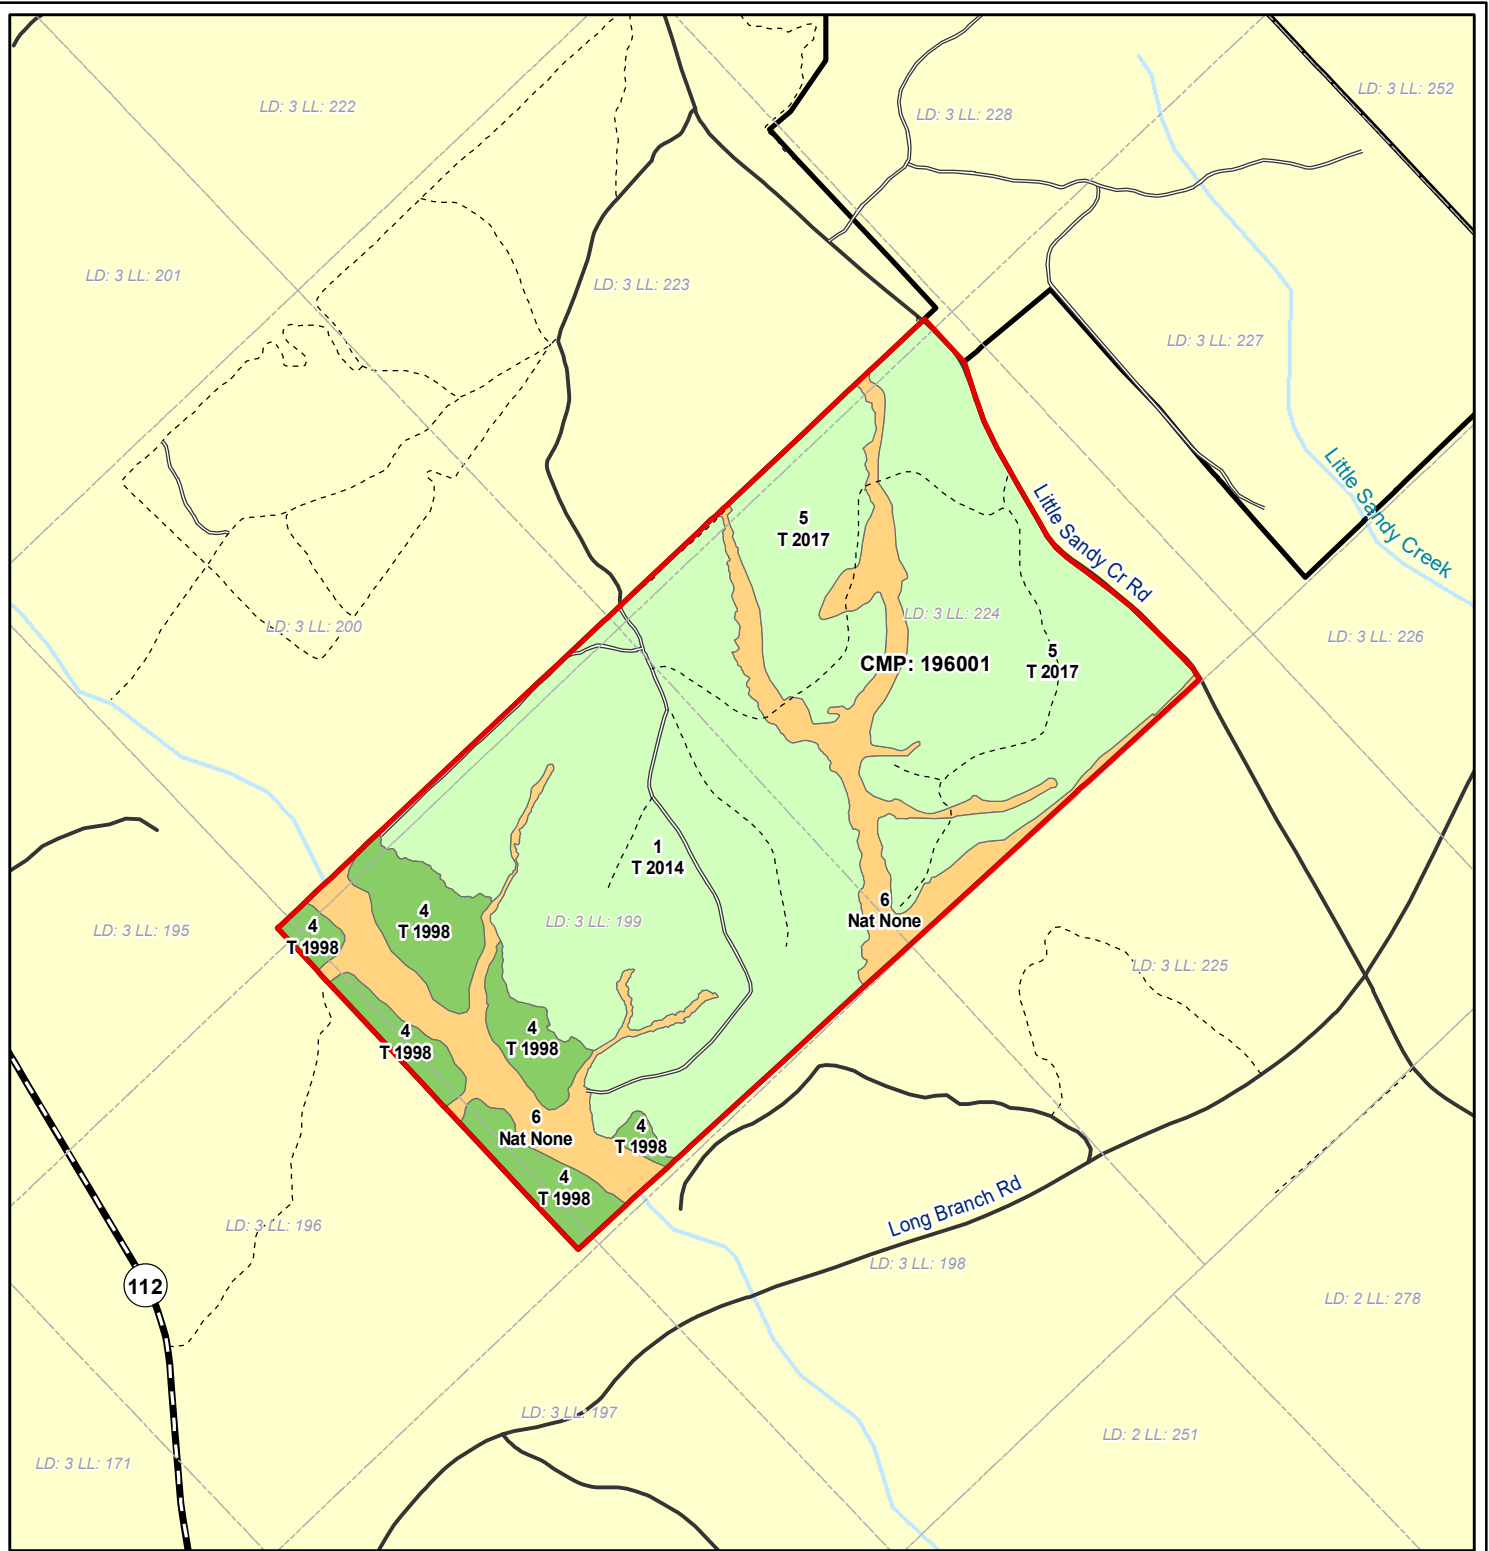 LD: 3 LL: 252
LD: 3 LL: 222
LD: 3 LL: 228
LD: 3 LL: 201
LD: 3 LL: 223
LD: 3 LL: 227
Little Sandy Creek
5
T 2017
Little Sandy Cr Rd
LD: 3 LL: 224
LD: 3 LL: 200
LD: 3 LL: 226
CMP: 196001
5
T 2017
1
T 2014
6
Nat None
4
T 1998
LD: 3 LL: 199
4
T 1998
LD: 3 LL: 195
LD: 3 LL: 225
4
T 1998
4
T 1998
6
Nat None
4
T 1998
4
T 1998
Long Branch Rd
LD: 3 LL: 196
LD: 3 LL: 198
112
LD: 2 LL: 278
LD: 3 LL: 197
LD: 2 LL: 251
LD: 3 LL: 171